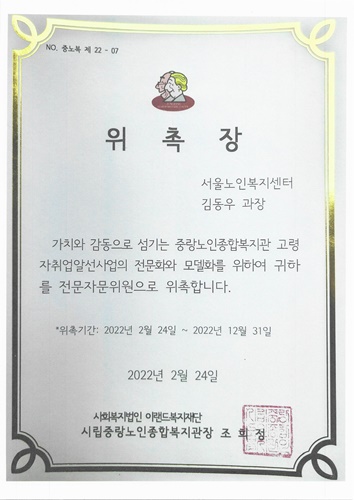 NO. 중노복 제 22 - 07
위 촉 장
서울노인복지센터
김동우 과장
가치와 감동으로 섬기는 중랑노인종합복지관 고령
자취업알선사업의 전문화와 모델화를 위하여 귀하
를 전문자문위원으로 위촉합니다.
*위촉기간: 2022년 2월 24일 ~ 2022년 12월 31일
2022년 2월 24일
사회복지법인 이랜드복지재단
시립중랑노인종합복지관장 조 희 정